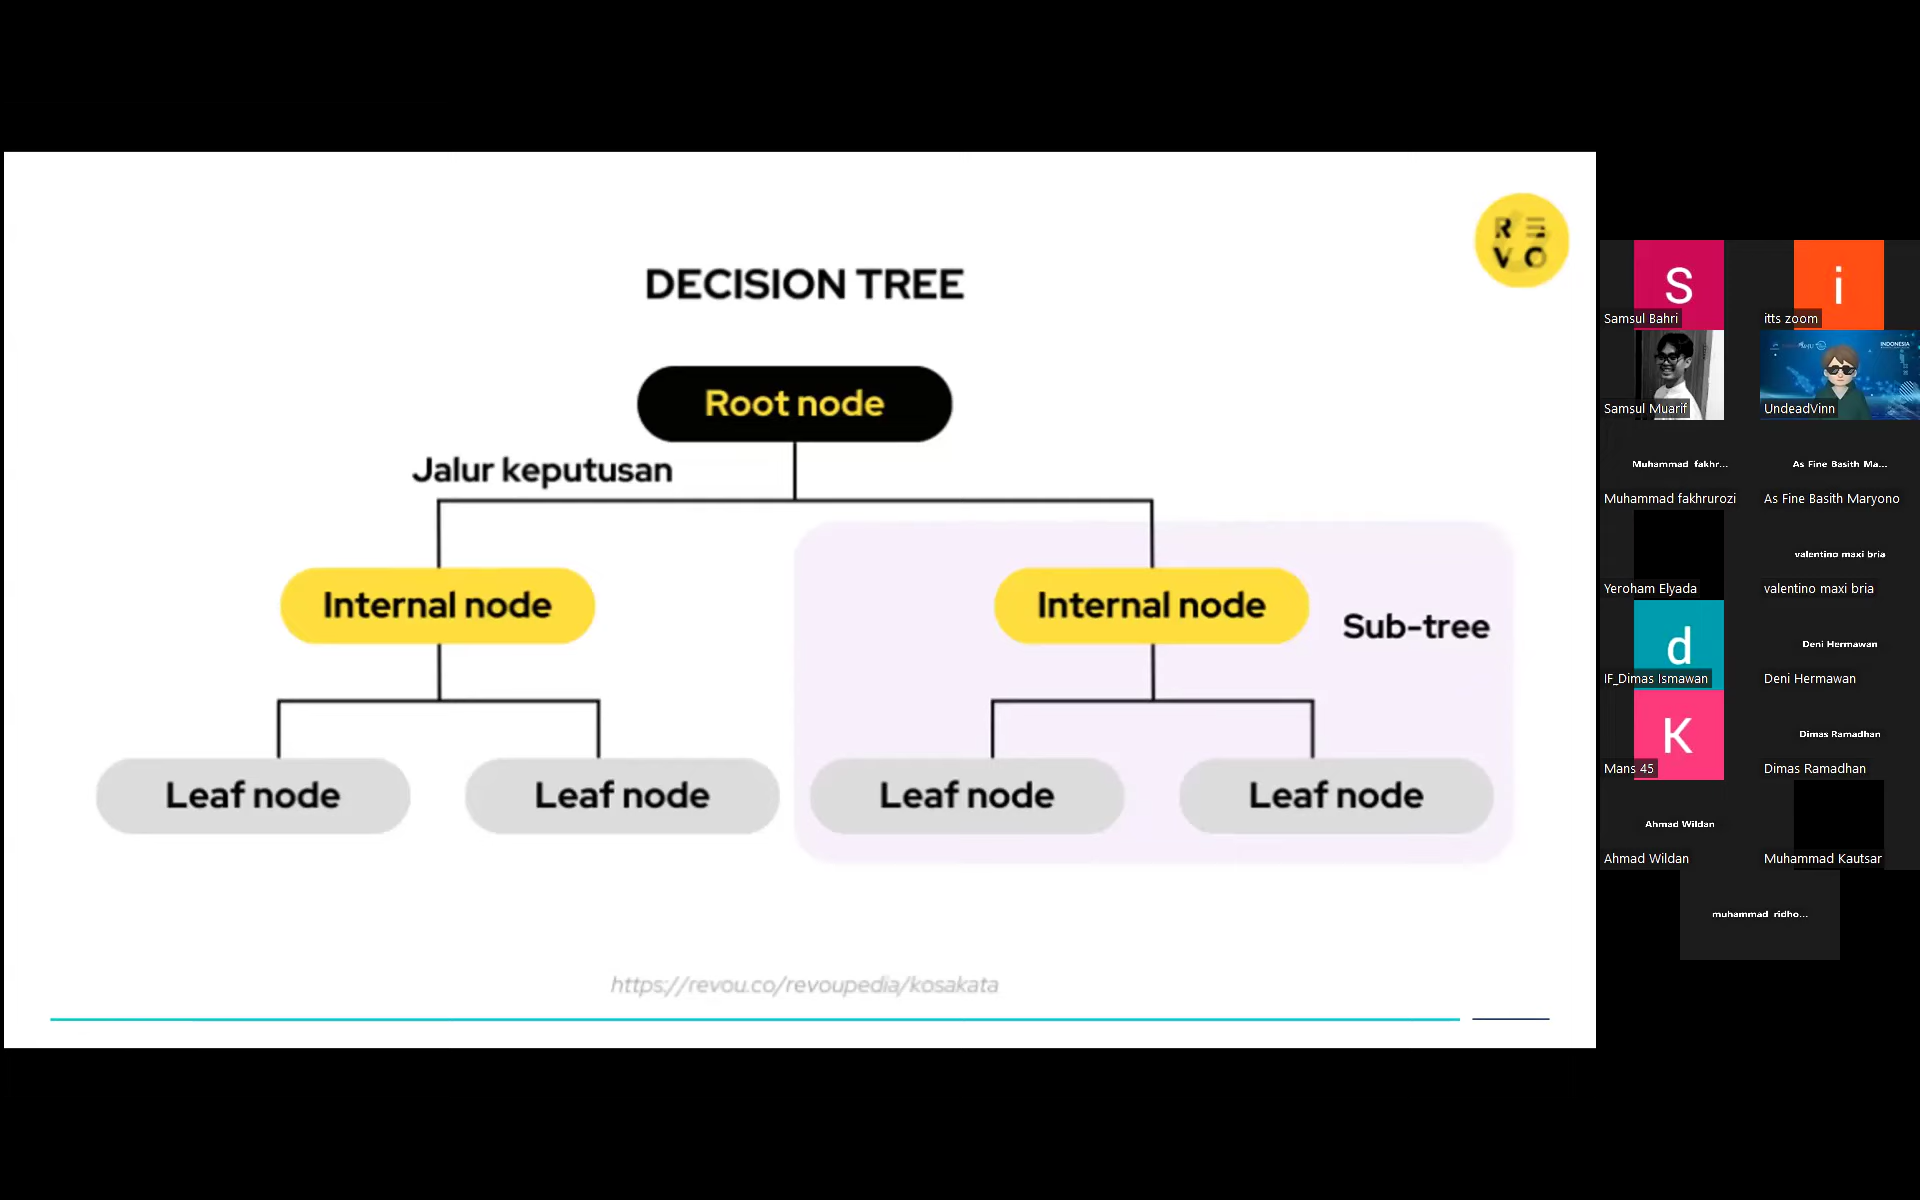 R E
V O
DECISION TREE
Root node
Jalur keputusan
Internal node
Internal node
Sub-tree
Leaf node
Leaf node
Leaf node
Leaf node
https://revou.co/revoupedia/kosakata
S
Samsul Bahri
i
itts zoom
Samsul Muarif
INDONESIA
UndeadVinn
Muhammad fakhr...
Muhammad fakhrurozi
As Fine Basith Ma...
As Fine Basith Maryono
Yeroham Elyada
valentino maxi bria
valentino maxi bria
d
IF_Dimas Ismawan
Deni Hermawan
Deni Hermawan
K
Mans 45
Dimas Ramadhan
Dimas Ramadhan
Ahmad Wildan
Ahmad Wildan
Muhammad Kautsar
muhammad ridho...